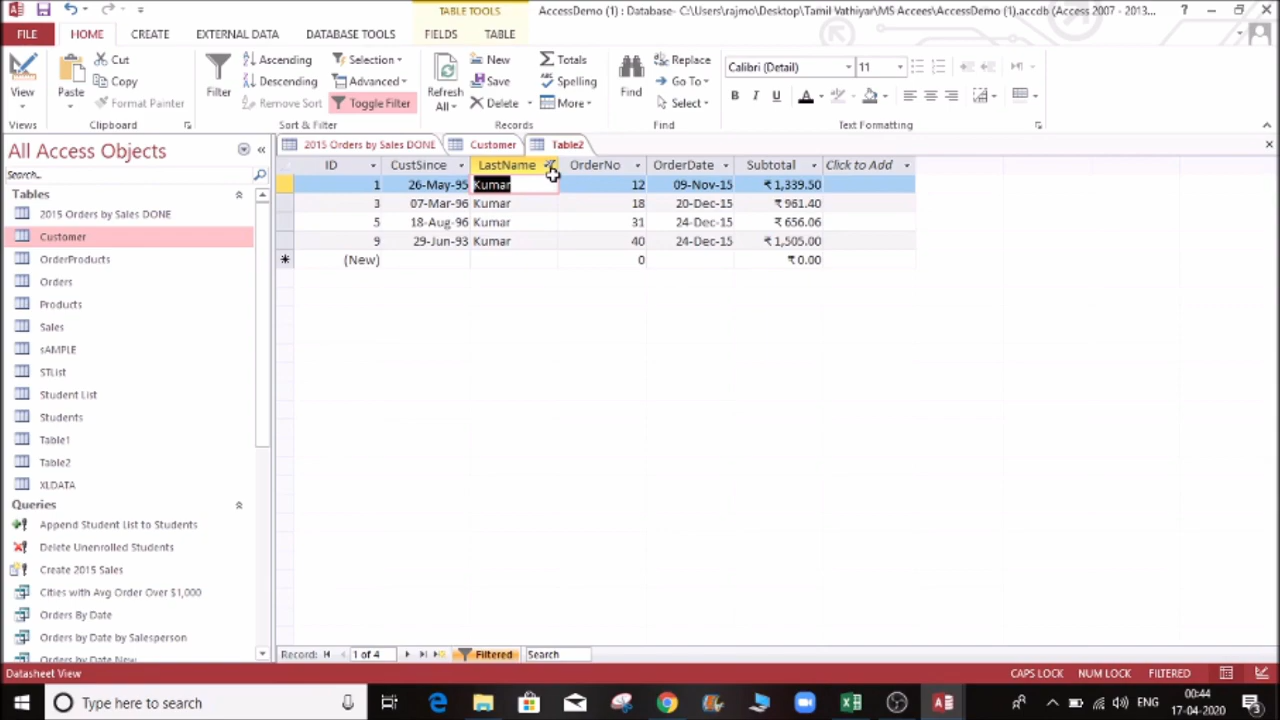 TABLE TOOLS
AccessDemo (1) : Database- C:\Users\rajmo\Desktop\Tamil Vathiyar\MS Accees\AccessDemo (1).accdb (Access 2007 - 2013...
FILE HOME CREATE EXTERNAL DATA DATABASE TOOLS FIELDS TABLE
View
Views
Paste
Cut
Copy
Format Painter
Clipboard
Filter
Ascending
Descending
Remove Sort
Selection
Advanced
Toggle Filter
Sort & Filter
Refresh All
New
Save
Delete
Totals
Spelling
More
Records
Find
Replace
Go To
Select
Find
Calibri (Detail) 11
B I U A
Text Formatting
All Access Objects
Search..
Tables
2015 Orders by Sales DONE
Customer
OrderProducts
Orders
Products
Sales
sAMPLE
STList
Student List
Students
Table1
Table2
XLDATA
Queries
Append Student List to Students
Delete Unenrolled Students
Create 2015 Sales
Cities with Avg Order Over $1,000
Orders By Date
Orders by Date by Salesperson
Orders by Date New
2015 Orders by Sales DONE Customer Table2
ID CustSince LastName OrderNo OrderDate Subtotal Click to Add
1 26-May-95 Kumar 12 09-Nov-15 ₹ 1,339.50
3 07-Mar-96 Kumar 18 20-Dec-15 ₹ 961.40
5 18-Aug-96 Kumar 31 24-Dec-15 ₹ 656.06
9 29-Jun-93 Kumar 40 24-Dec-15 ₹ 1,505.00
(New) 0 ₹ 0.00
Record: 1 of 4 Filtered Search
Datasheet View CAPS LOCK NUM LOCK FILTERED
Type here to search
ENG
00:44
17-04-2020
3